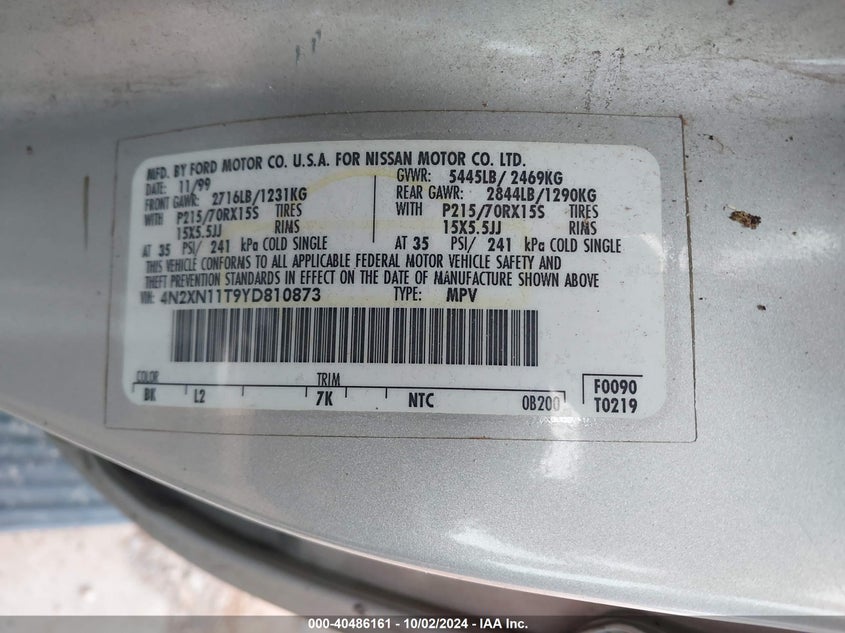 MFD. BY FORD MOTOR CO. U.S.A. FOR NISSAN MOTOR CO. LTD.
DATE: 11/99 GVWR: 5445LB/ 2469KG
FRONT GAWR: 2716LB/1231KG REAR GAWR: 2844LB/1290KG
WITH P215/70RX15S TIRES WITH P215/70RX15S TIRES
15X5.5JJ RIMS 15X5.5JJ RIMS
AT 35 PSI/ 241 kPa COLD SINGLE AT 35 PSI/ 241 kPa COLD SINGLE
THIS VEHICLE CONFORMS TO ALL APPLICABLE FEDERAL MOTOR VEHICLE SAFETY AND
THEFT PREVENTION STANDARDS IN EFFECT ON THE DATE OF MANUFACTURE SHOWN ABOVE
VIN: 4N2XN11T9YD810873 TYPE: MPV
COLOR TRIM
BK L2 7K NTC 0B200
F0090
T0219
000-40486161 - 10/02/2024 - IAA Inc.